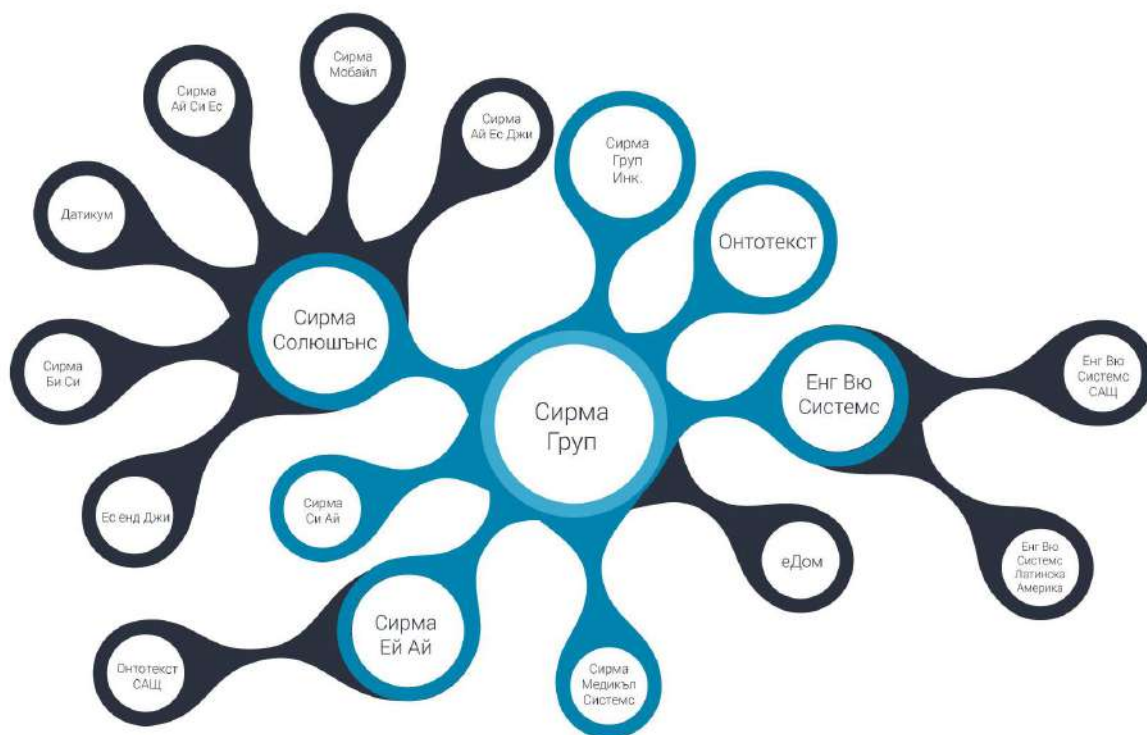 Сирма
Мобайл
Сирма
Ай Си Ес
Сирма
Ай Ес Джи
Сирма
Груп
Инк.
Датикум
Онтотекст
Сирма
Солюшънс
Сирма
Би Си
Енг Вю
Системс
САЩ
Енг Вю
Системс
Сирма
Груп
Ес енд Джи
Сирма
Си Ай
еДом
Енг Вю
Системс
Латинска
Америка
Сирма
Ей Ай
Онтотекст
САЩ
Сирма
Медикъл
Системс